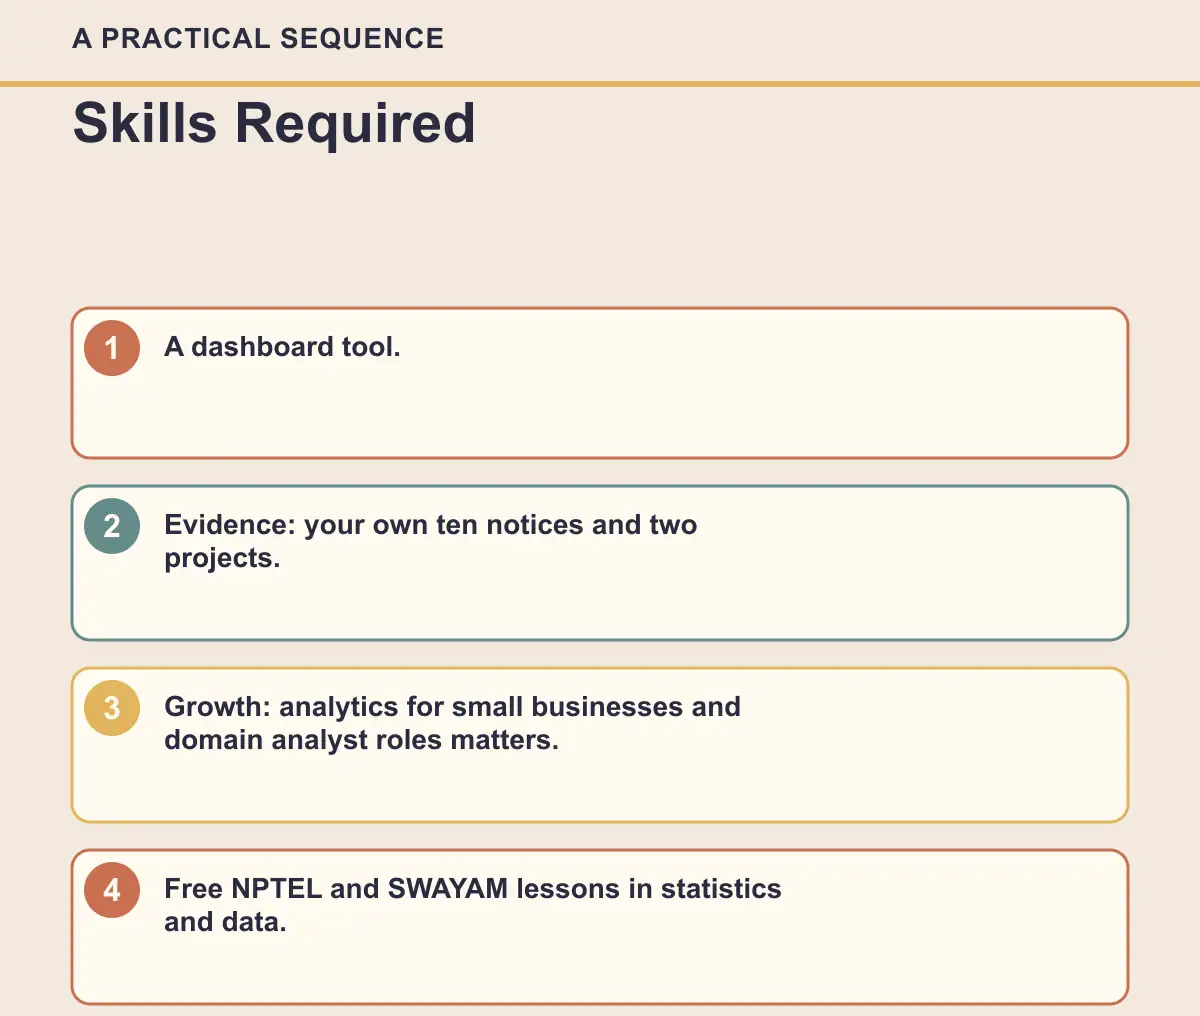 A PRACTICAL SEQUENCE
Skills Required
1
A dashboard tool.
2
Evidence: your own ten notices and two
projects.
3
Growth: analytics for small businesses and
domain analyst roles matters.
4
Free NPTEL and SWAYAM lessons in statistics
and data.